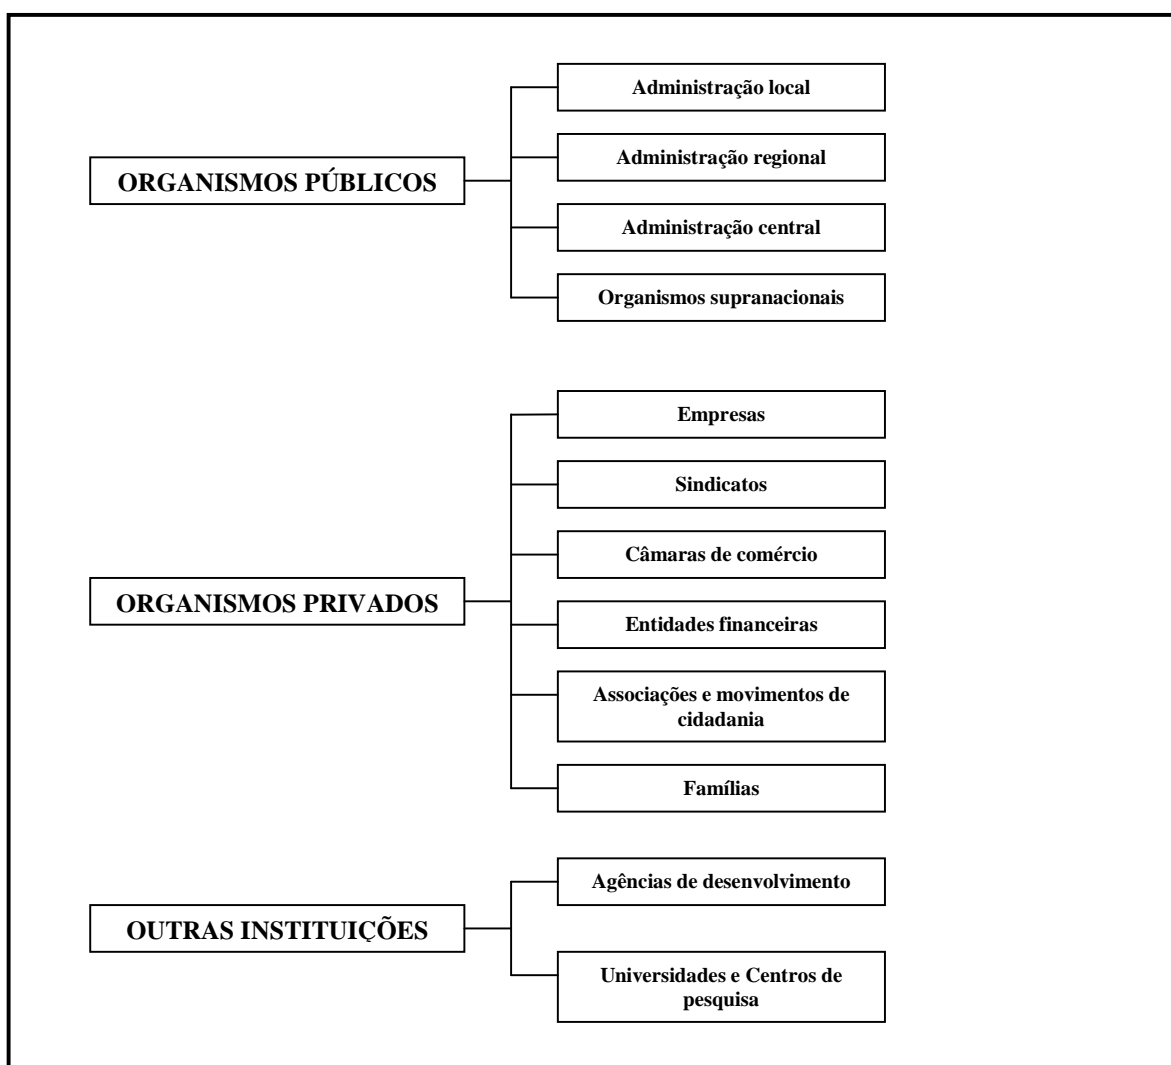 ORGANISMOS PÚBLICOS
Administração local
Administração regional
Administração central
Organismos supranacionais
ORGANISMOS PRIVADOS
Empresas
Sindicatos
Câmaras de comércio
Entidades financeiras
Associações e movimentos de
cidadania
Famílias
OUTRAS INSTITUIÇÕES
Agências de desenvolvimento
Universidades e Centros de
pesquisa